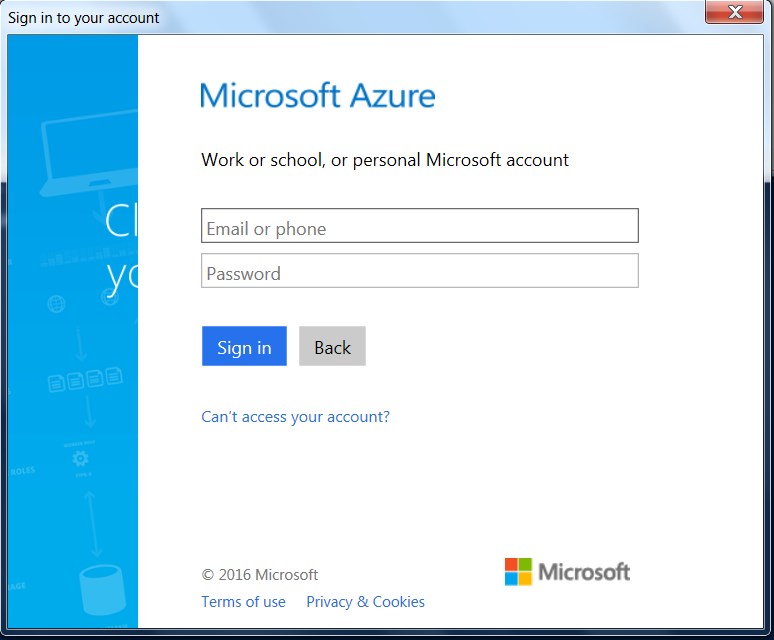 Sign in to your account
Microsoft Azure
Work or school, or personal Microsoft account
Email or phone
Password
Sign in
Back
Can't access your account?
© 2016 Microsoft
Microsoft
Terms of use
Privacy & Cookies